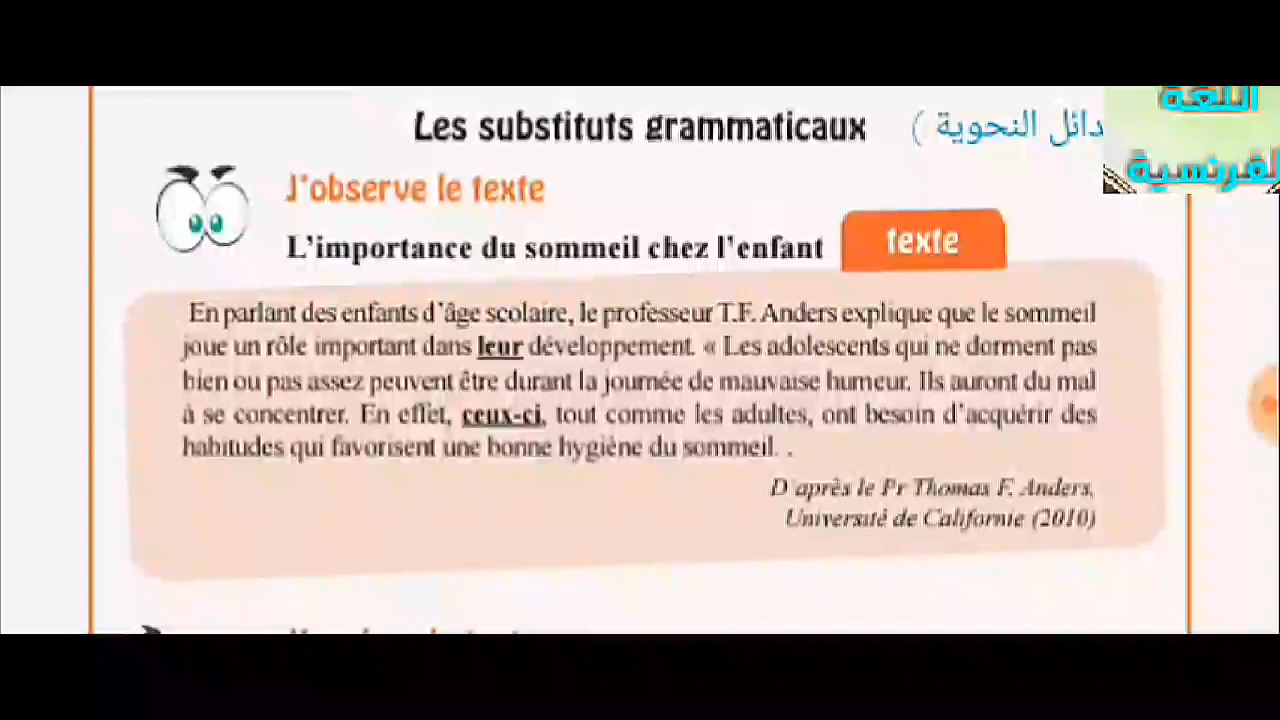 Les substituts grammaticaux
( دائل النحوية
اللغة
لفرنسية
J'observe le texte
L'importance du sommeil chez l'enfant
texte
En parlant des enfants d'âge scolaire, le professeur T.F. Anders explique que le sommeil
joue un rôle important dans leur développement. « Les adolescents qui ne dorment pas
bien ou pas assez peuvent être durant la journée de mauvaise humeur. Ils auront du mal
à se concentrer. En effet, ceux-ci, tout comme les adultes, ont besoin d'acquérir des
habitudes qui favorisent une bonne hygiène du sommeil. .
D'après le Pr Thomas F. Anders,
Université de Californie (2010)